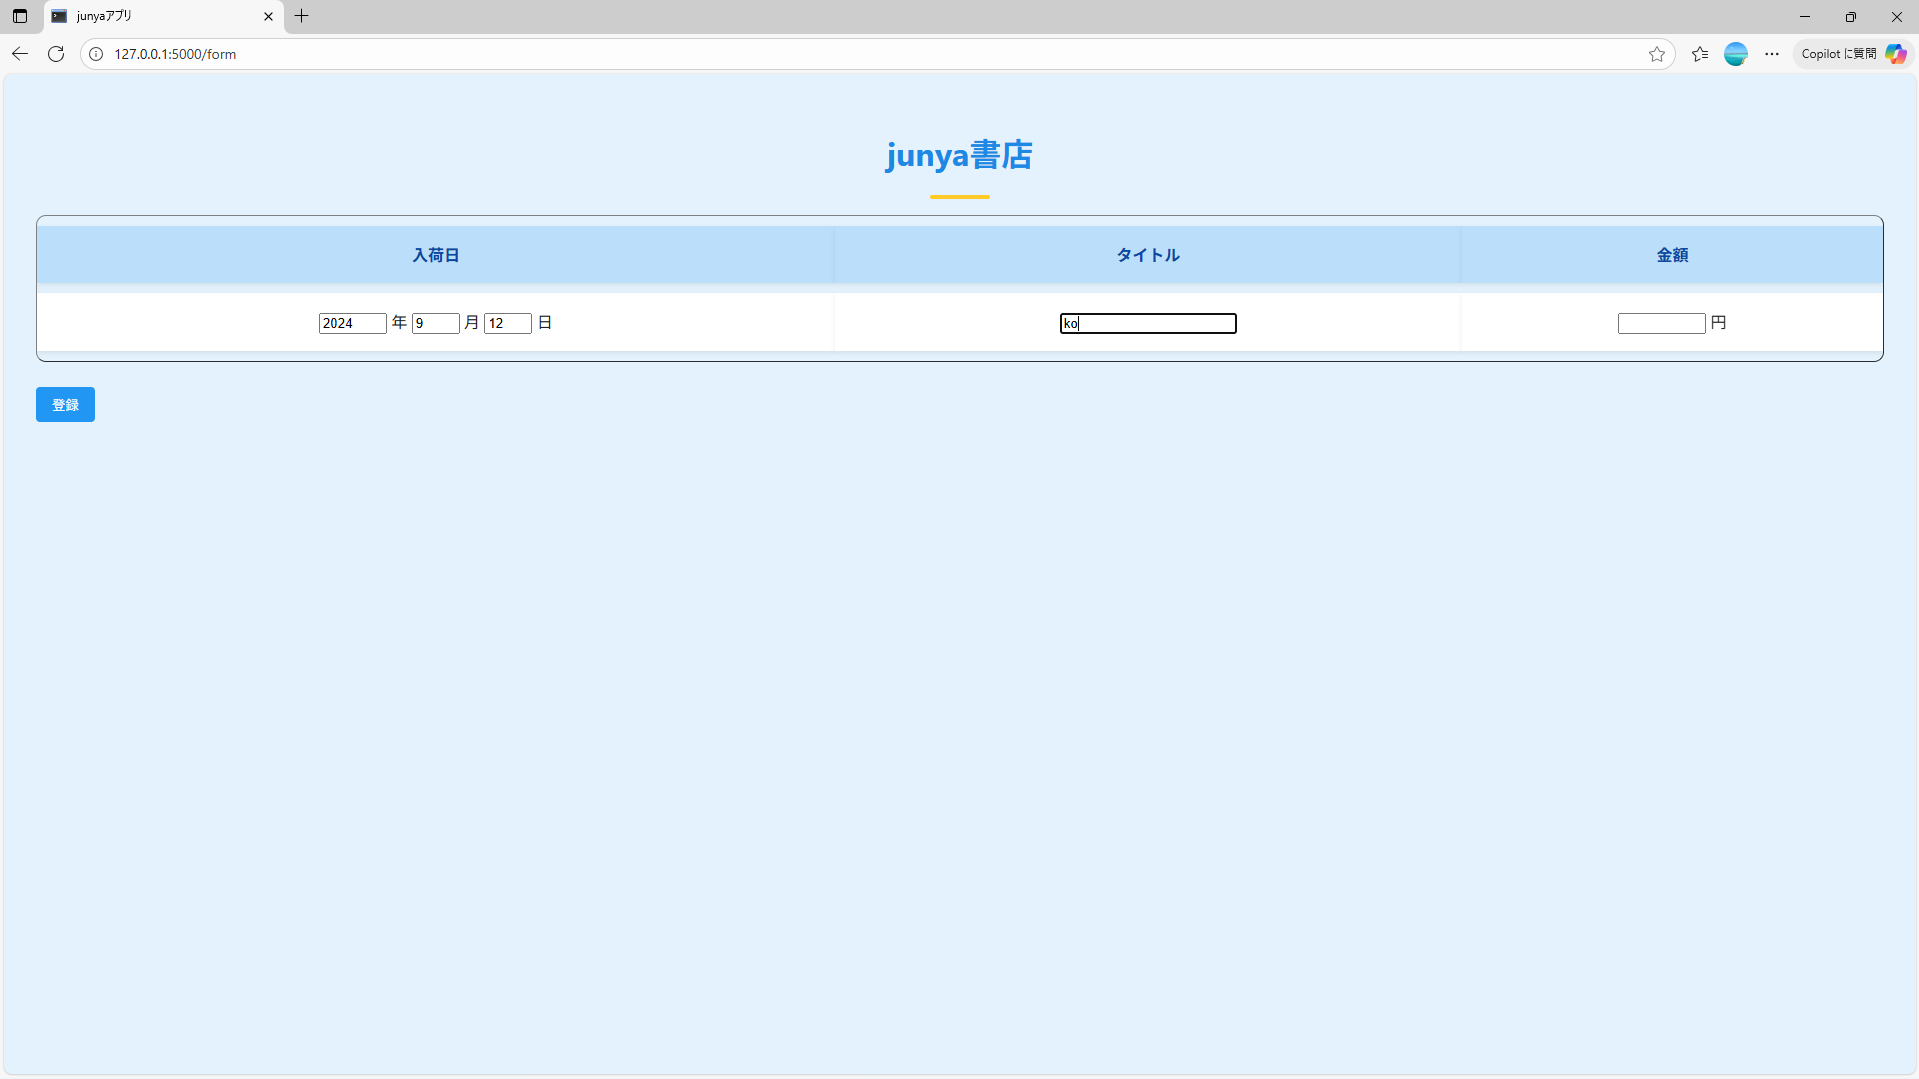 junyaアプリ
127.0.0.1:5000/form
Copilot に質問
junya書店
入荷日 タイトル 金額
2024 年 9 月 12 日 ko 円
登録